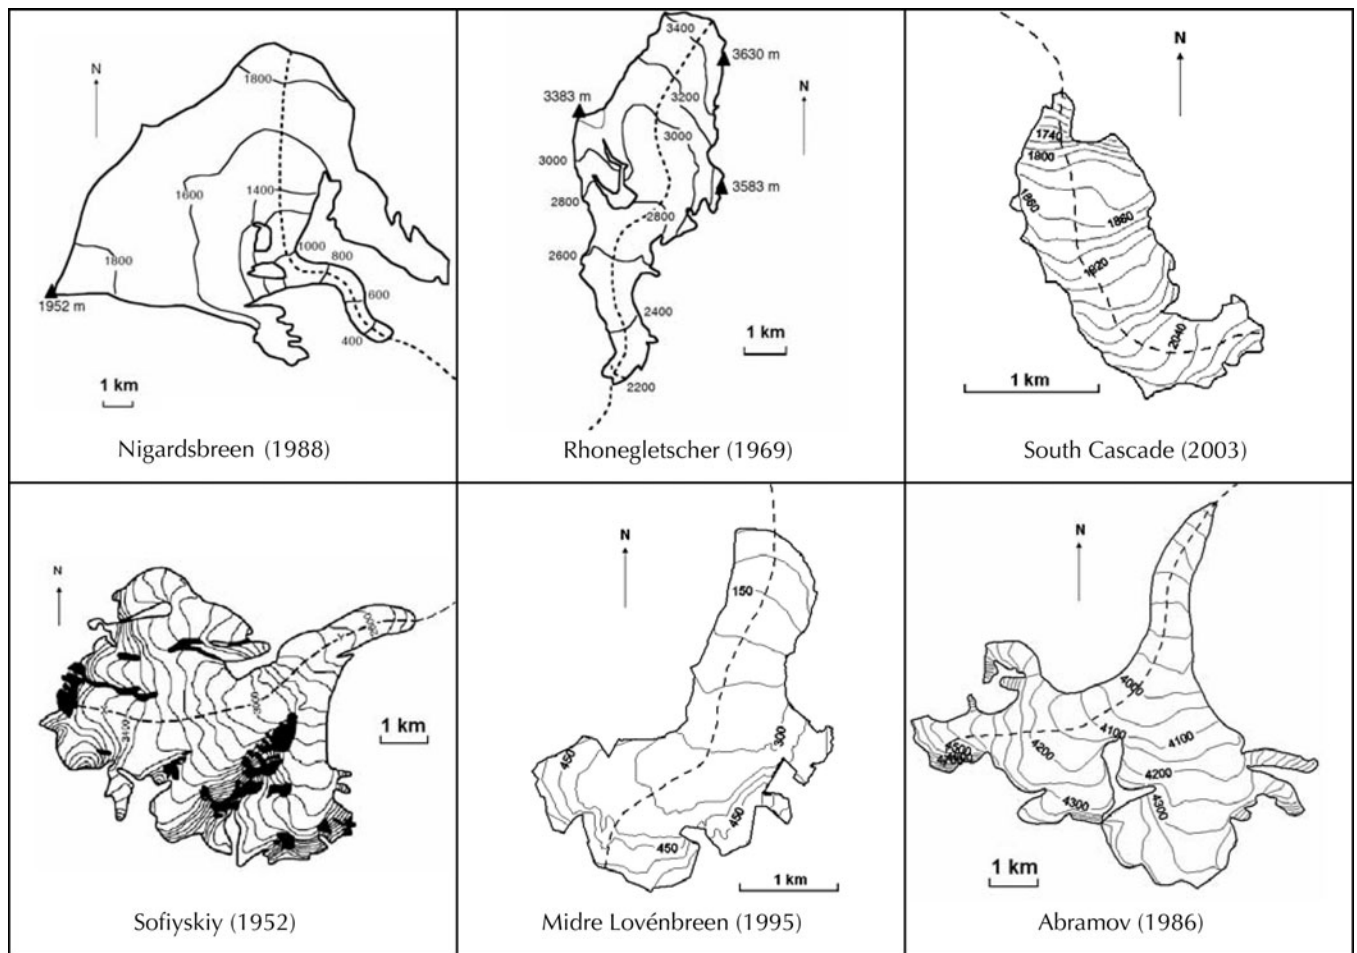 N
1800
1600
1400
1800
1000
800
600
400
1952 m
1 km
Nigardsbreen (1988)
3400
3630 m
3383 m
3200
N
3000
3000
3583 m
2800
2800
2600
2400
1 km
2200
Rhonegletscher (1969)
N
1740
1800
1860
1860
1920
2040
1 km
South Cascade (2003)
N
3000
3400
1 km
Sofiyskiy (1952)
N
150
300
450
450
450
1 km
Midre Lovénbreen (1995)
N
4000
4100
4100
4500
4200
4200
4300
4300
1 km
Abramov (1986)